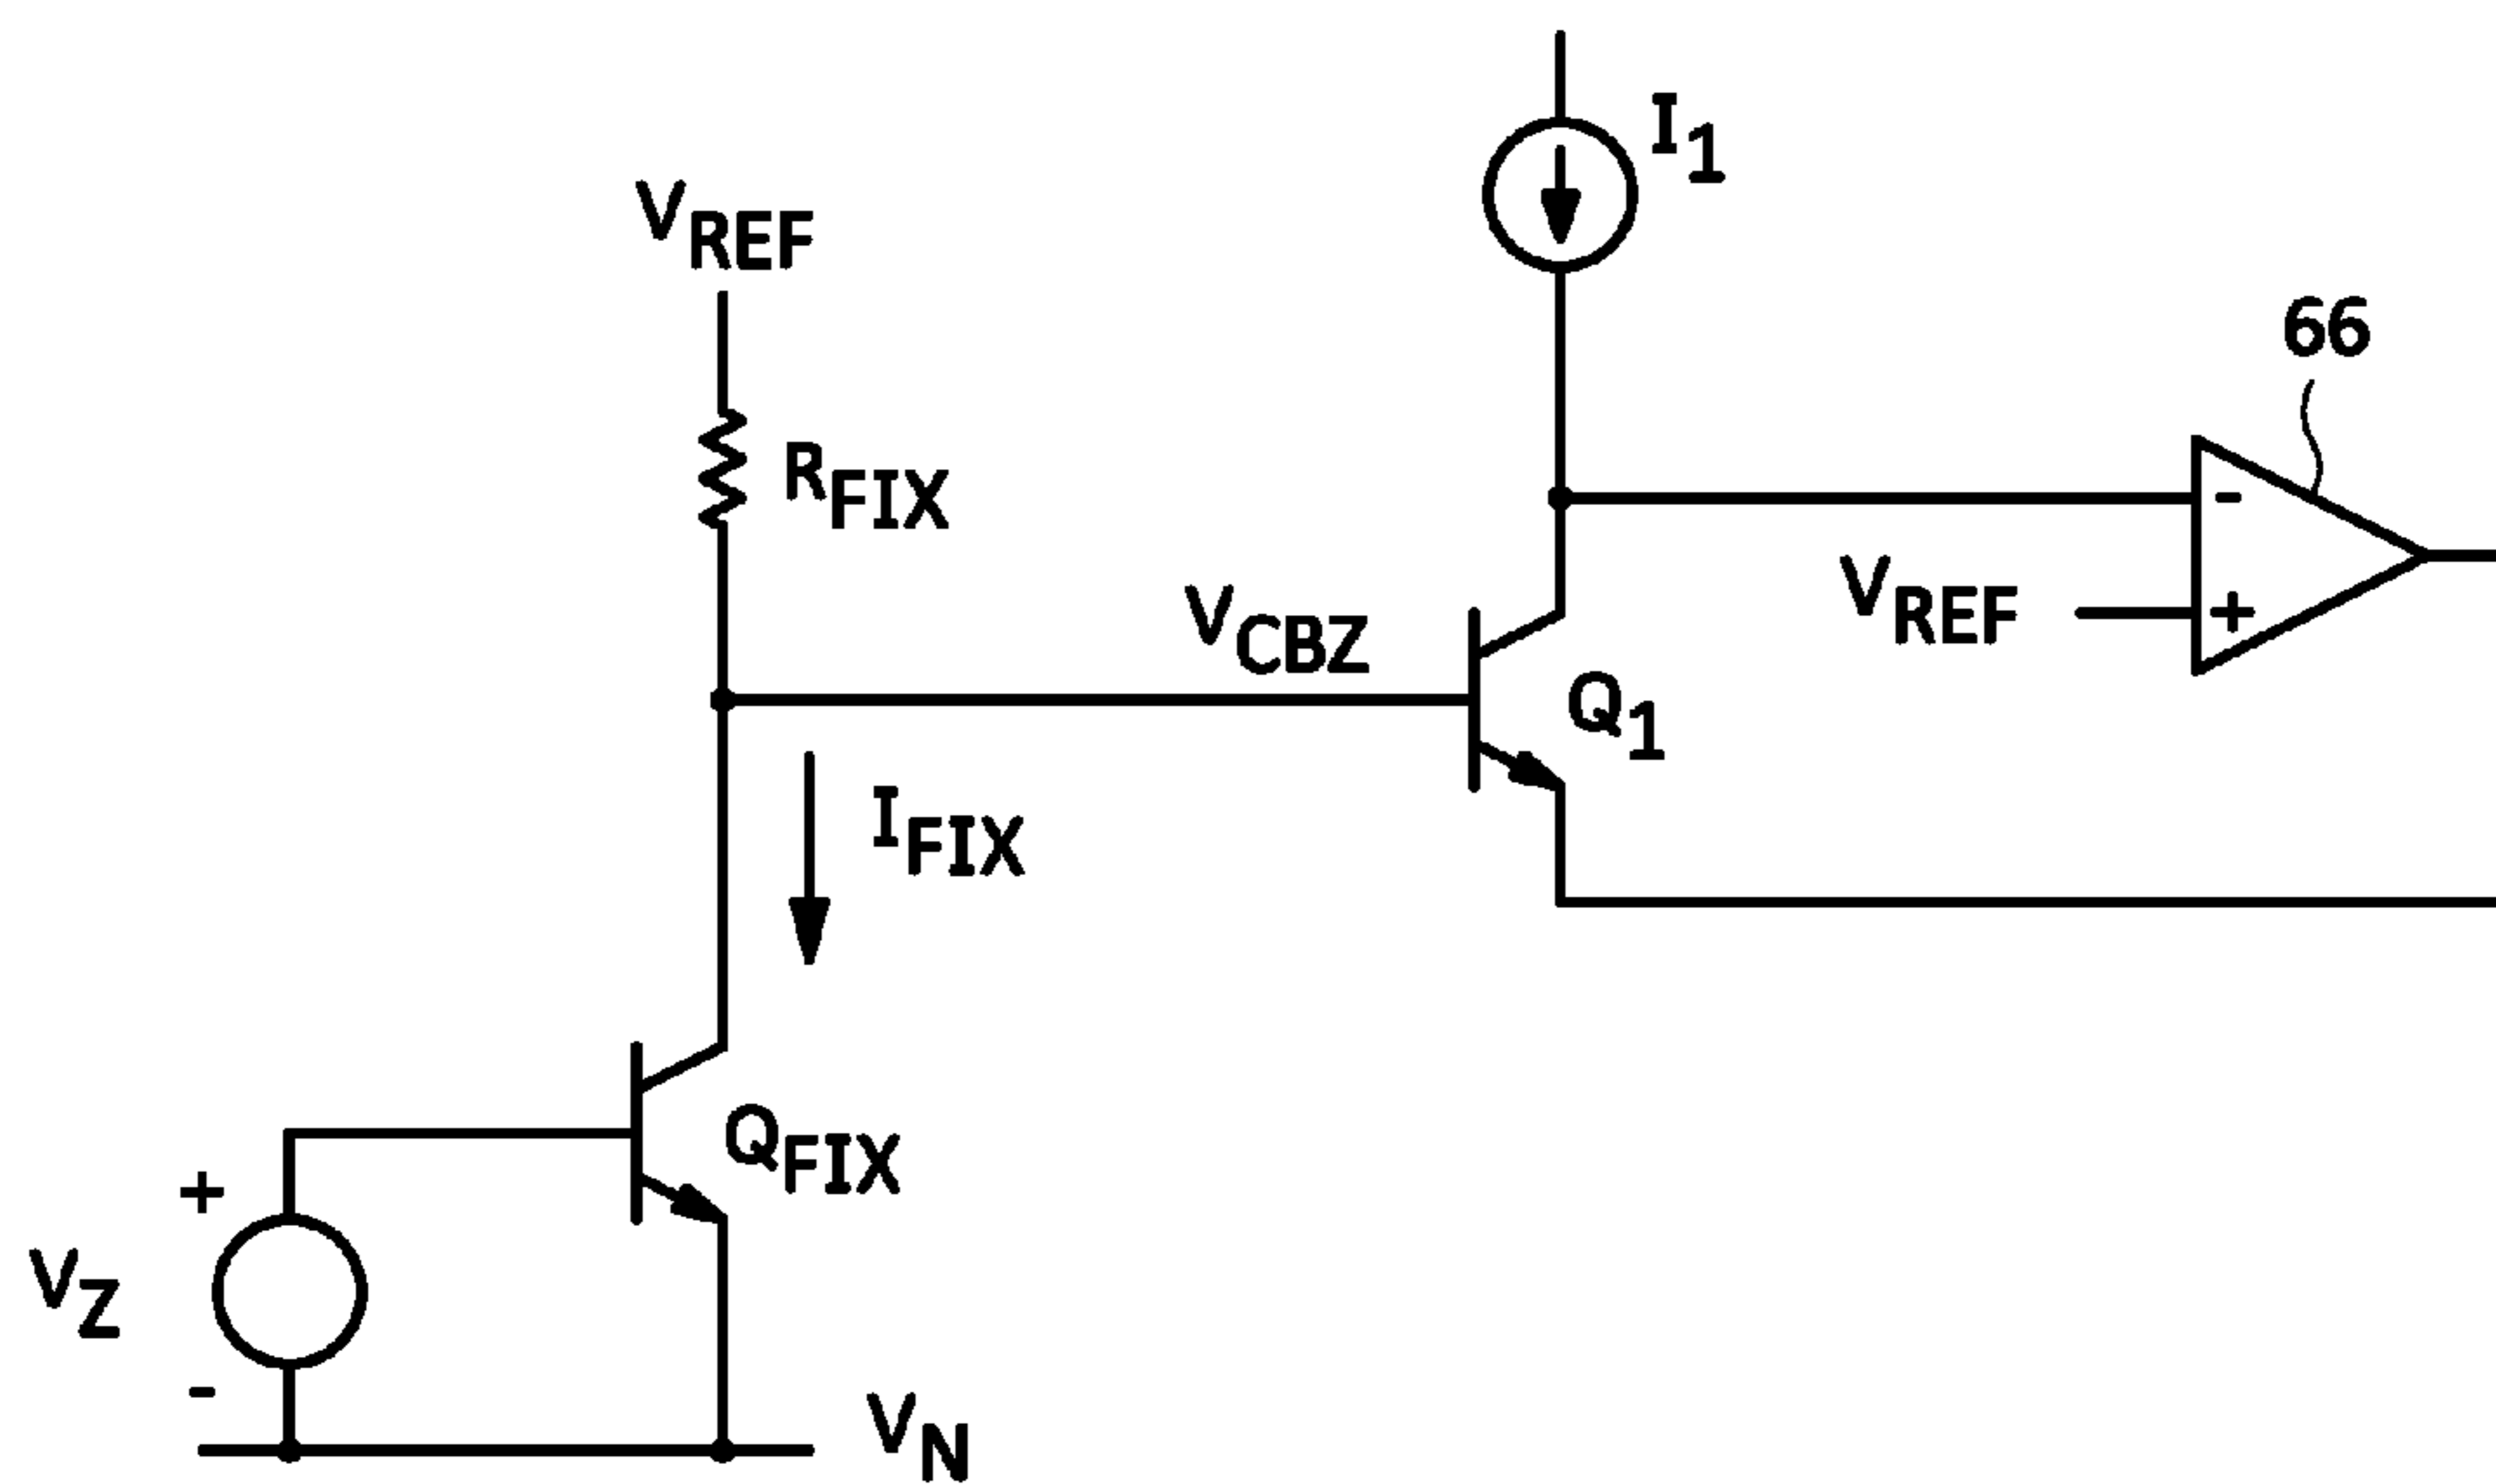 I1
VREF
66
RFIX
-
VREF
+
VCBZ
Q1
IFIX
QFIX
+
VZ
-
VN